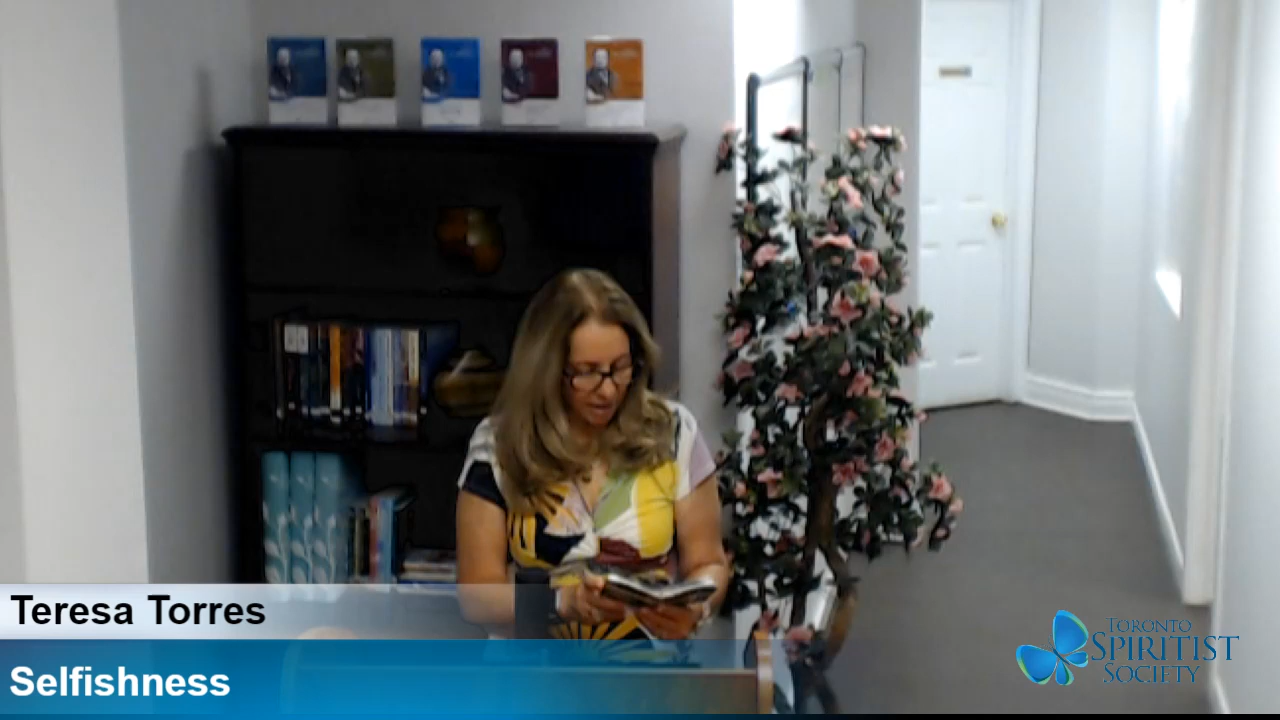 Teresa Torres
Selfishness
TORONTO
SPIRITIST
SOCIETY